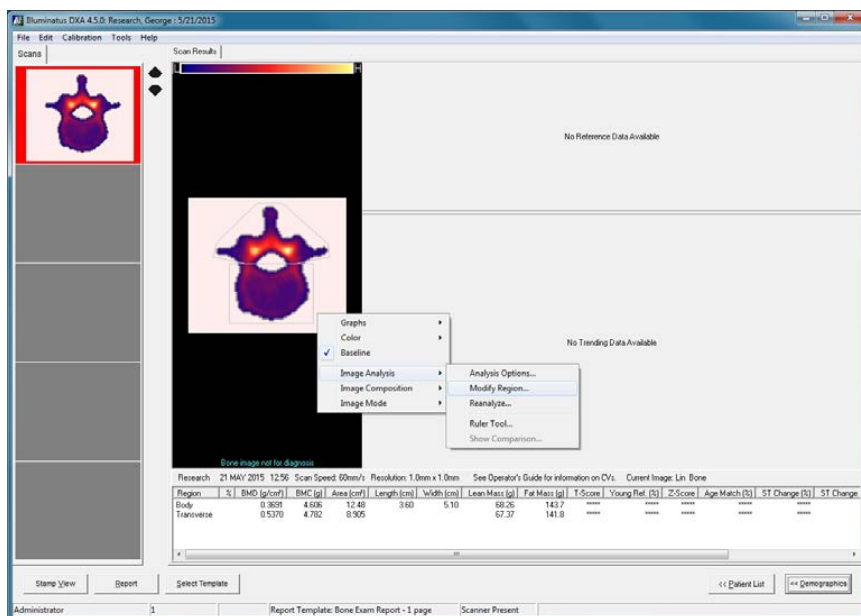 Illuminatus DXA 4.5.0: Research, George : 5/21/2015
File Edit Calibration Tools Help
Scans
Scan Results
L H
No Reference Data Available
No Trending Data Available
Graphs
Color
Baseline
Image Analysis
Image Composition
Image Mode
Analysis Options...
Modify Region...
Reanalyze...
Ruler Tool...
Show Comparison...
Bone image not for diagnosis
Research 21 MAY 2015 12:56 Scan Speed: 60mm/s Resolution: 1.0mm x 1.0mm See Operator's Guide for information on CVs. Current Image: Lin Bone
Region % BMD (g/cm²) BMC (g) Area (cm²) Length (cm) Width (cm) Lean Mass (g) Fat Mass (g) T-Score Young Ref. (%) Z-Score Age Match (%) ST Change (%) ST Change
Body 0.3691 4.606 12.48 3.60 5.10 68.26 143.7 ***** ***** ***** ***** *****
Transverse 0.5370 4.782 8.905 67.37 141.8 ***** ***** ***** ***** *****
Stamp View Report Select Template << Patient List << Demographics
Administrator 1 Report Template: Bone Exam Report - 1 page Scanner Present